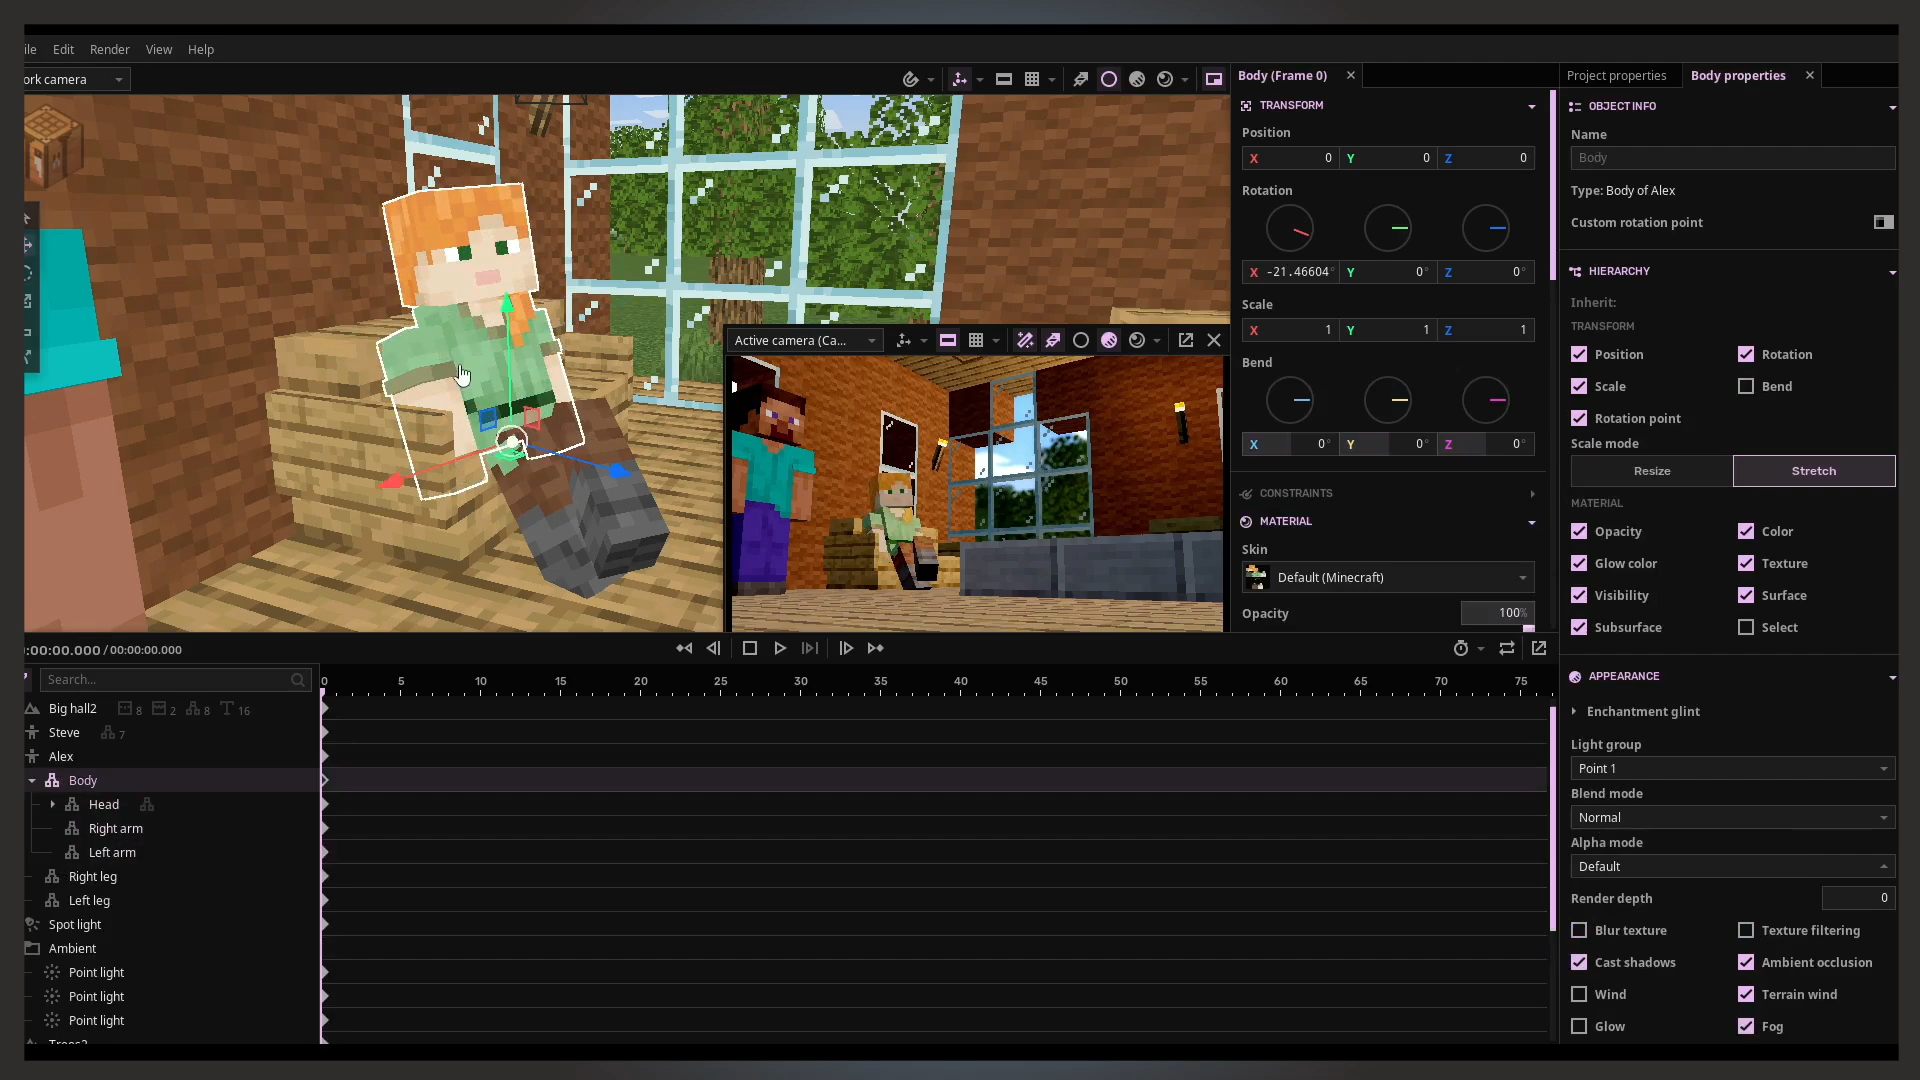 ile Edit Render View Help
ork camera
Body (Frame 0)
Project properties
Body properties
TRANSFORM
Position
X 0 Y 0 Z 0
Rotation
X -21.46604° Y 0° Z 0°
Scale
X 1 Y 1 Z 1
Bend
X 0° Y 0° Z 0°
CONSTRAINTS
MATERIAL
Skin
Default (Minecraft)
Opacity
100%
Active camera (Ca...
OBJECT INFO
Name
Body
Type: Body of Alex
Custom rotation point
HIERARCHY
Inherit:
TRANSFORM
Position Rotation
Scale Bend
Rotation point
Scale mode
Resize Stretch
MATERIAL
Opacity Color
Glow color Texture
Visibility Surface
Subsurface Select
APPEARANCE
Enchantment glint
Light group
Point 1
Blend mode
Normal
Alpha mode
Default
Render depth 0
Blur texture Texture filtering
Cast shadows Ambient occlusion
Wind Terrain wind
Glow Fog
:00:00.000 / 00:00:00.000
Search...
0 5 10 15 20 25 30 35 40 45 50 55 60 65 70 75
Big hall2 8 2 8 16
Steve 7
Alex
Body
Head
Right arm
Left arm
Right leg
Left leg
Spot light
Ambient
Point light
Point light
Point light